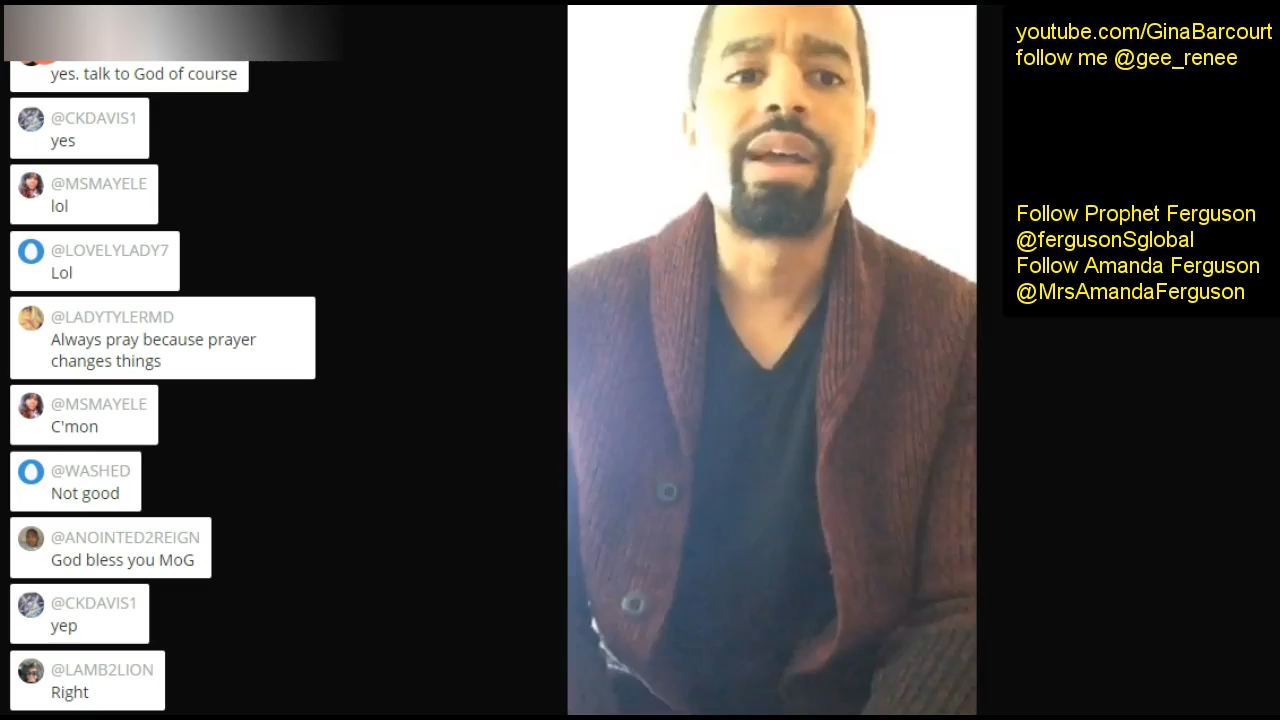 yes. talk to God of course
@CKDAVIS1
yes
@MSMAYELE
lol
@LOVELYLADY7
Lol
@LADYTYLERMD
Always pray because prayer
changes things
@MSMAYELE
C'mon
@WASHED
Not good
@ANOINTED2REIGN
God bless you MoG
@CKDAVIS1
yep
@LAMB2LION
Right
youtube.com/GinaBarcourt
follow me @gee_renee
Follow Prophet Ferguson
@fergusonSglobal
Follow Amanda Ferguson
@MrsAmandaFerguson